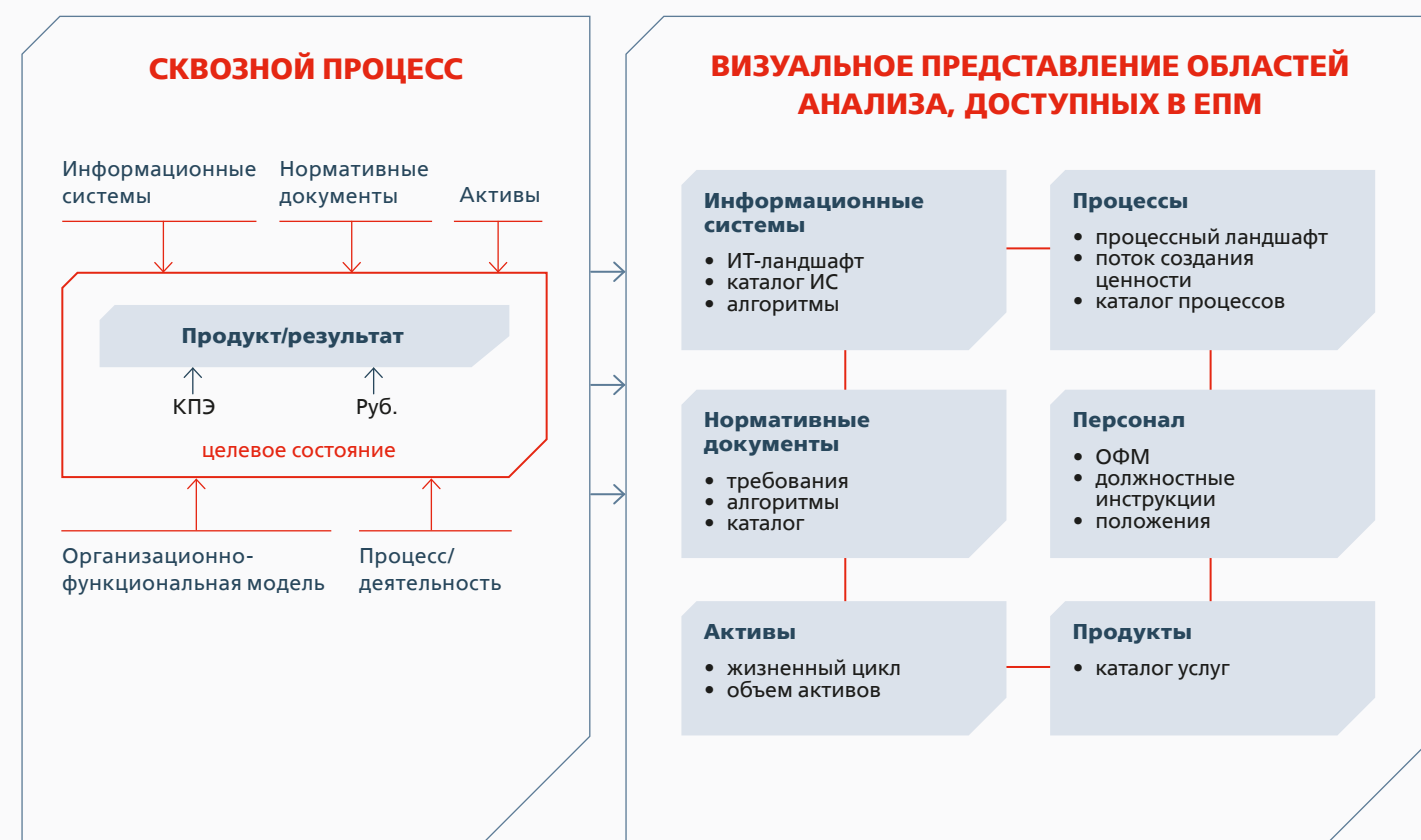 СКВОЗНОЙ ПРОЦЕСС
Информационные
системы
Нормативные
документы
Активы
Продукт/результат
КПЭ
Руб.
целевое состояние
Организационно-
функциональная модель
Процесс/
деятельность
ВИЗУАЛЬНОЕ ПРЕДСТАВЛЕНИЕ ОБЛАСТЕЙ
АНАЛИЗА, ДОСТУПНЫХ В ЕПМ
Информационные
системы
• ИТ-ландшафт
• каталог ИС
• алгоритмы
Процессы
• процессный ландшафт
• поток создания
ценности
• каталог процессов
Нормативные
документы
• требования
• алгоритмы
• каталог
Персонал
• ОФМ
• должностные
инструкции
• положения
Активы
• жизненный цикл
• объем активов
Продукты
• каталог услуг